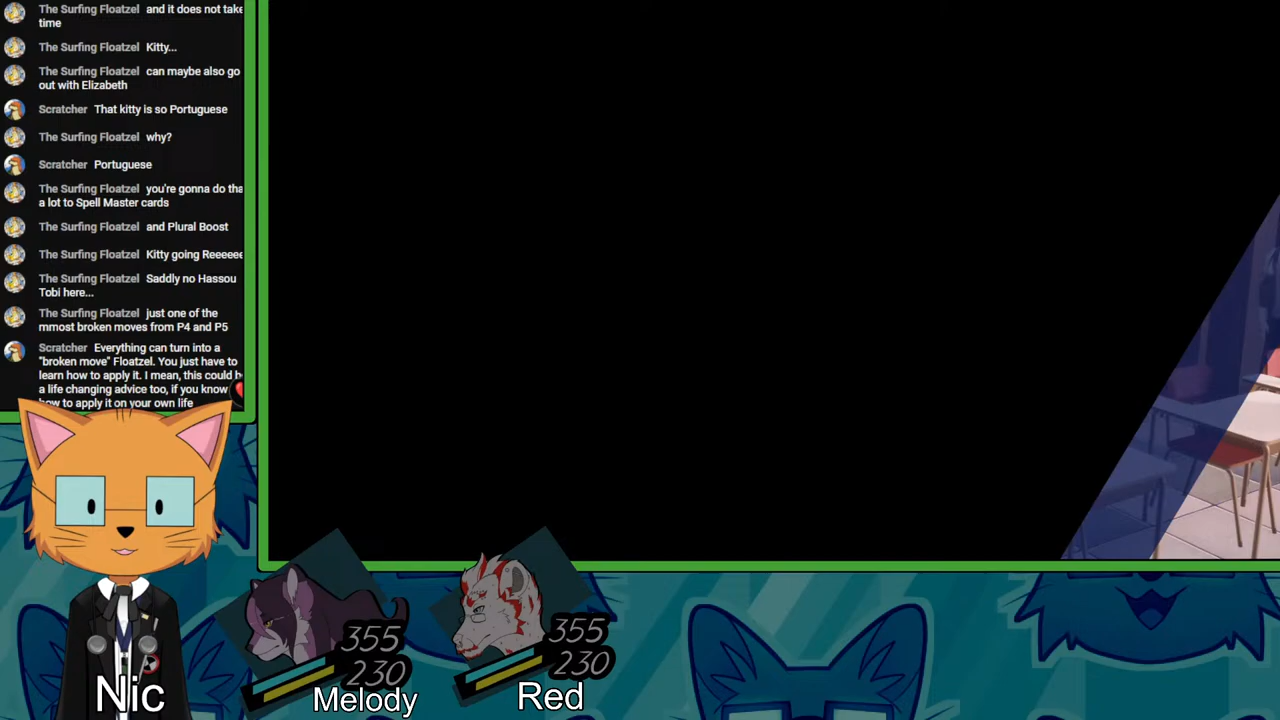 The Surfing Floatzel and it does not take
time
The Surfing Floatzel Kitty...
The Surfing Floatzel can maybe also go
out with Elizabeth
Scratcher That kitty is so Portuguese
The Surfing Floatzel why?
Scratcher Portuguese
The Surfing Floatzel you're gonna do tha
a lot to Spell Master cards
The Surfing Floatzel and Plural Boost
The Surfing Floatzel Kitty going Reeeeee
The Surfing Floatzel Saddly no Hassou
Tobi here...
The Surfing Floatzel just one of the
mmost broken moves from P4 and P5
Scratcher Everything can turn into a
"broken move" Floatzel. You just have to
learn how to apply it. I mean, this could b
a life changing advice too, if you know
how to apply it on your own life
355
230
355
230
Nic
Melody
Red